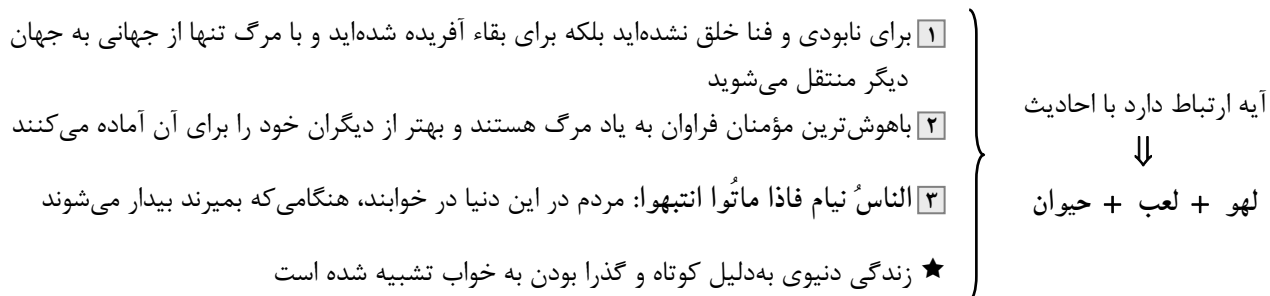 آیه ارتباط دارد با احادیث
⇓
لهو + لعب + حیوان
۱ برای نابودی و فنا خلق نشده‌اید بلکه برای بقاء آفریده شده‌اید و با مرگ تنها از جهانی به جهان
دیگر منتقل می‌شوید
۲ باهوش‌ترین مؤمنان فراوان به یاد مرگ هستند و بهتر از دیگران خود را برای آن آماده می‌کنند
۳ الناسُ نیام فاذا ماتُوا انتبهوا: مردم در این دنیا در خوابند، هنگامی‌که بمیرند بیدار می‌شوند
★ زندگی دنیوی به‌دلیل کوتاه و گذرا بودن به خواب تشبیه شده است